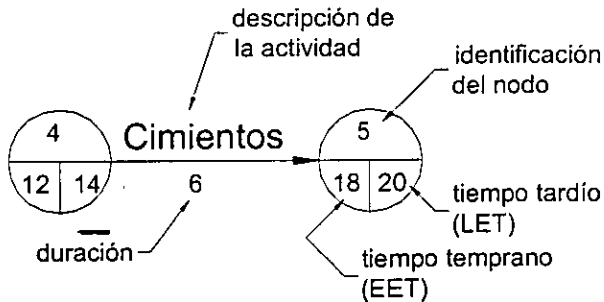 descripción de
la actividad
identificación
del nodo
4
Cimientos
5
12
14
6
18
20
duración
tiempo tardío
(LET)
tiempo temprano
(EET)